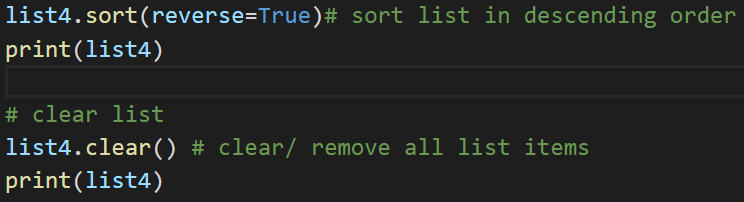 list4.sort(reverse=True)# sort list in descending order
print(list4)
# clear list
list4.clear() # clear/ remove all list items
print(list4)